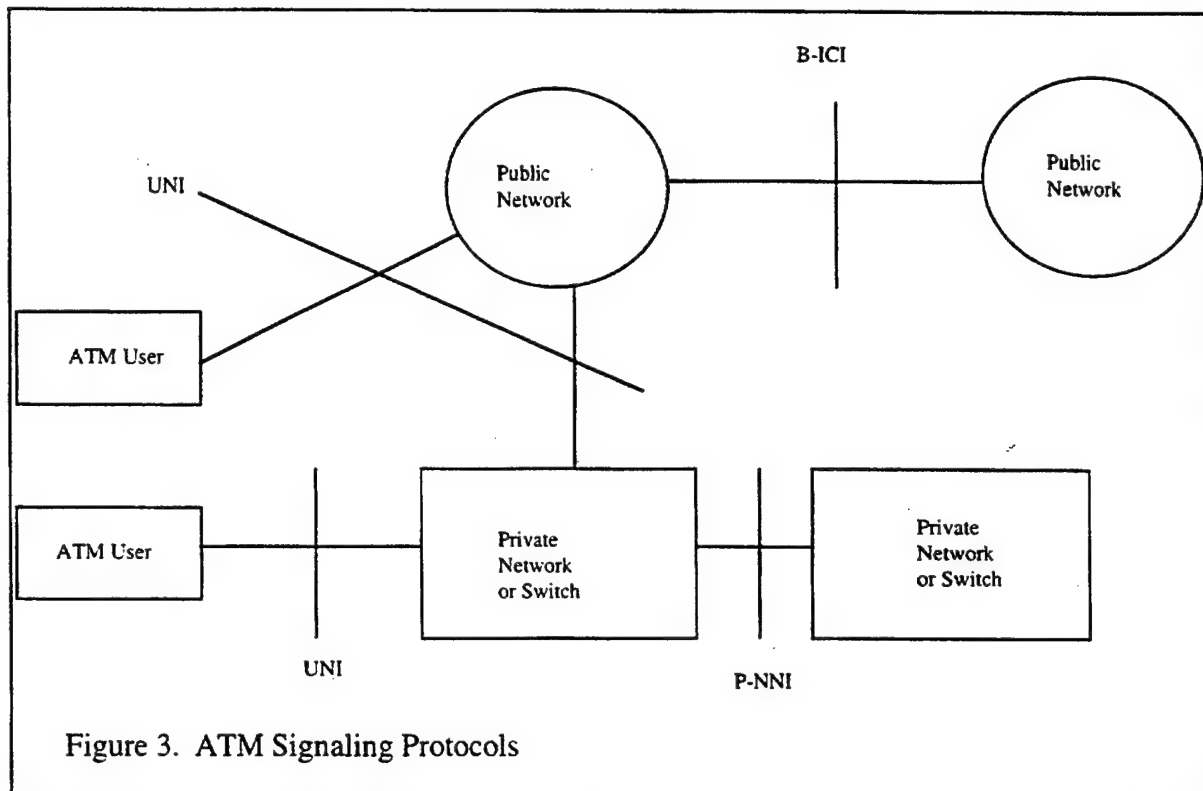 B-ICI
Public
Network
Public
Network
UNI
ATM User
ATM User
Private
Network
or Switch
Private
Network
or Switch
UNI
P-NNI
Figure 3. ATM Signaling Protocols